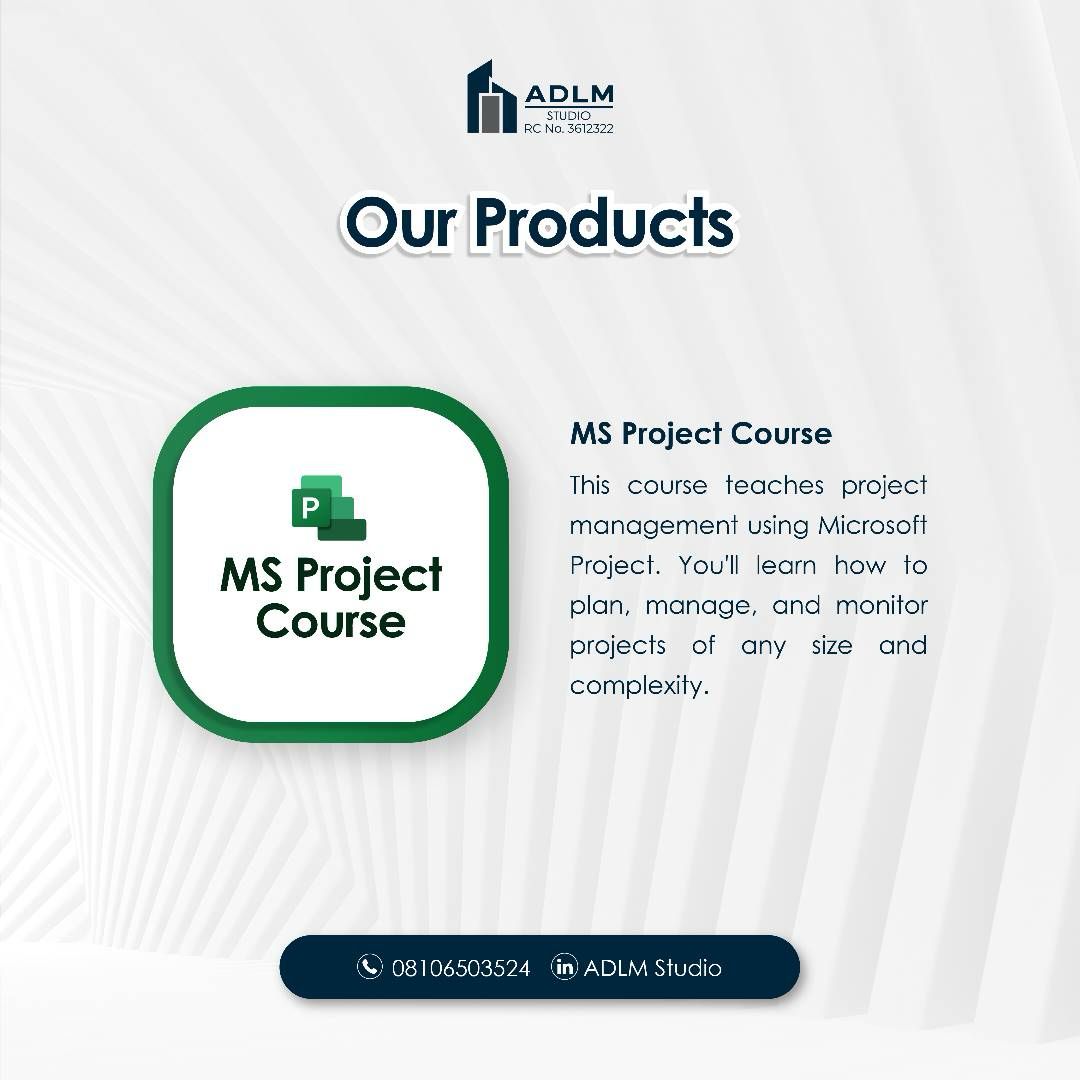 ADLM
STUDIO
RC No. 3612322
Our Products
P
MS Project
Course
MS Project Course
This course teaches project
management using Microsoft
Project. You'll learn how to
plan, manage, and monitor
projects of any size and
complexity.
08106503524 in ADLM Studio